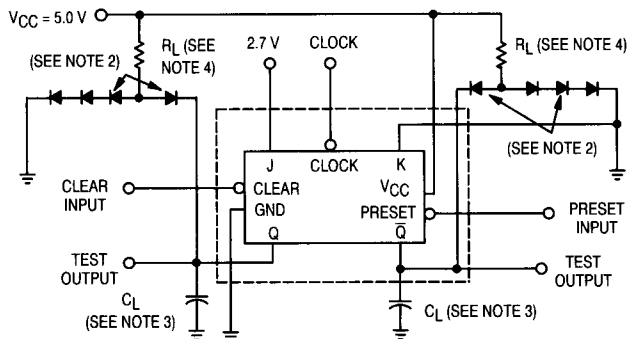 VCC = 5.0 V
RL (SEE
NOTE 4)
(SEE NOTE 2)
2.7 V
CLOCK
RL (SEE NOTE 4)
(SEE NOTE 2)
J
CLOCK
K
CLEAR
INPUT
CLEAR
GND
VCC
PRESET
PRESET
INPUT
Q
Q̅
TEST
OUTPUT
TEST
OUTPUT
CL
(SEE NOTE 3)
CL (SEE NOTE 3)